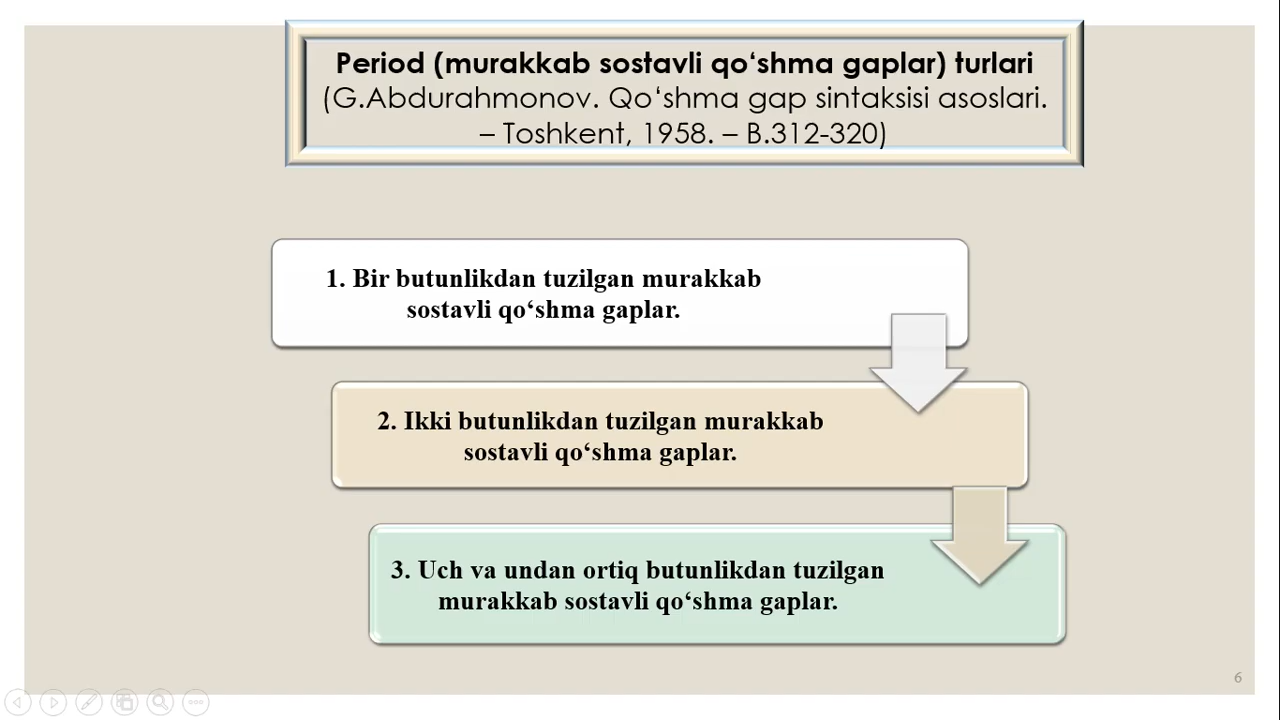 Period (murakkab sostavli qo‘shma gaplar) turlari
(G.Abdurahmonov. Qo‘shma gap sintaksisi asoslari.
– Toshkent, 1958. – B.312-320)
1. Bir butunlikdan tuzilgan murakkab
sostavli qo‘shma gaplar.
2. Ikki butunlikdan tuzilgan murakkab
sostavli qo‘shma gaplar.
3. Uch va undan ortiq butunlikdan tuzilgan
murakkab sostavli qo‘shma gaplar.
6